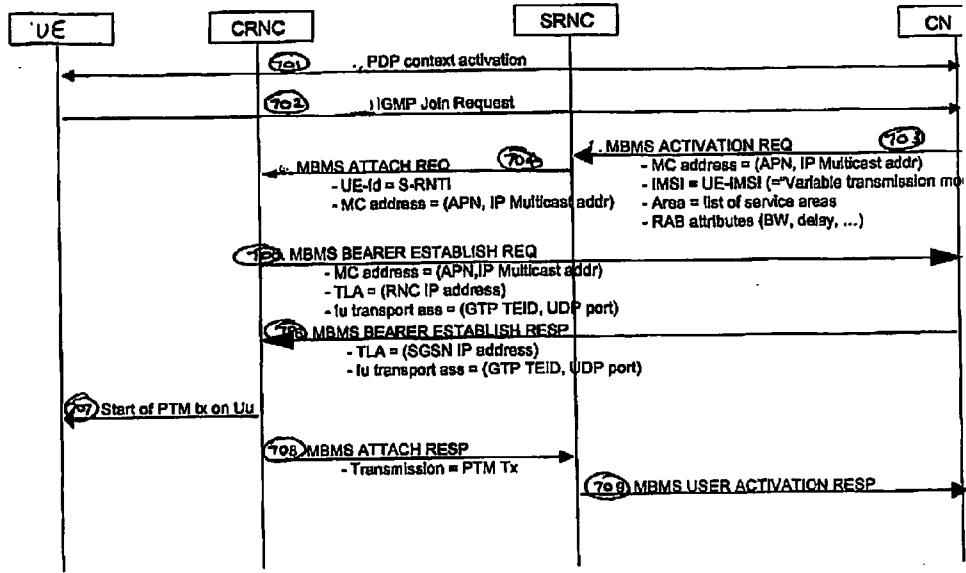 UE
CRNC
SRNC
CN
701 PDP context activation
702 IGMP Join Request
703
MBMS ACTIVATION REQ
- MC address = (APN, IP Multicast addr)
- IMSI = UE-IMSI (="Variable transmission
- Area = list of service areas
- RAB attributes (BW, delay, ...)
MBMS ATTACH REQ
- UE-Id = S-RNTI
- MC address = (APN, IP Multicast addr)
MBMS BEARER ESTABLISH REQ
- MC address = (APN,IP Multicast addr)
- TLA = (RNC IP address)
- Iu transport ass = (GTP TEID, UDP port)
MBMS BEARER ESTABLISH RESP
- TLA = (SGSN IP address)
- Iu transport ass = (GTP TEID, UDP port)
707 Start of PTM tx on Uu
708 MBMS ATTACH RESP
- Transmission = PTM Tx
709 MBMS USER ACTIVATION RESP